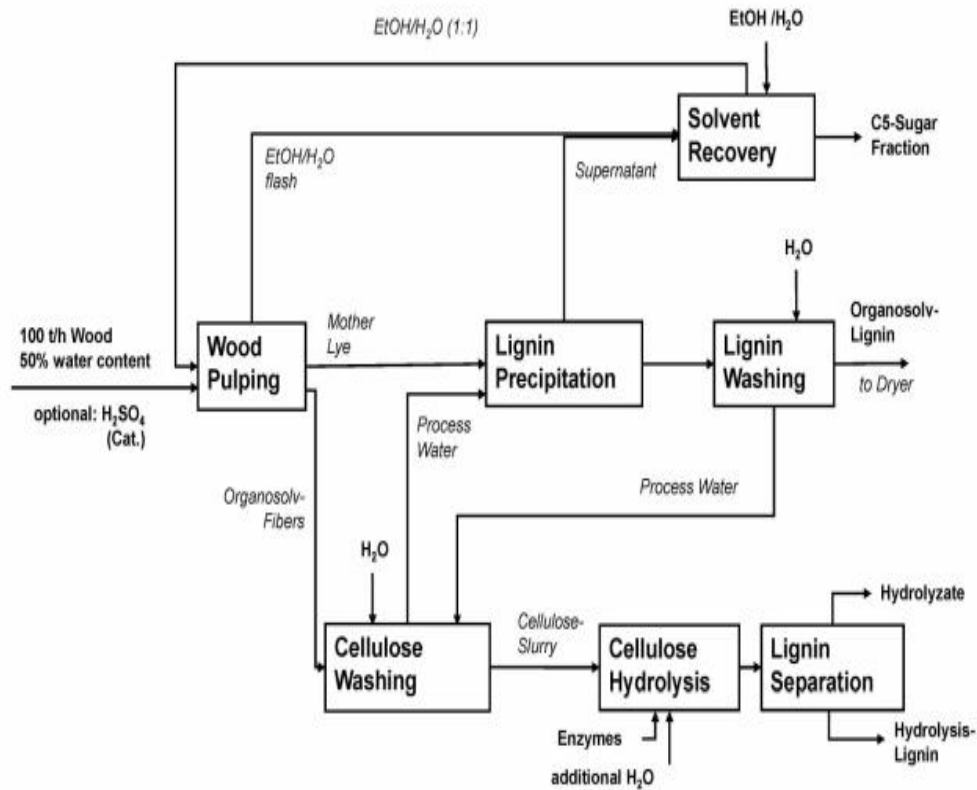 EtOH/H₂O (1:1)
EtOH /H₂O
Solvent
Recovery
C5-Sugar
Fraction
EtOH/H₂O
flash
Supernatant
H₂O
100 t/h Wood
50% water content
optional: H₂SO₄
(Cat.)
Wood
Pulping
Mother
Lye
Lignin
Precipitation
Lignin
Washing
Organosolv-
Lignin
to Dryer
Process
Water
Process Water
Organosolv-
Fibers
H₂O
Cellulose
Washing
Cellulose-
Slurry
Cellulose
Hydrolysis
Lignin
Separation
Hydrolyzate
Hydrolysis-
Lignin
Enzymes
additional H₂O